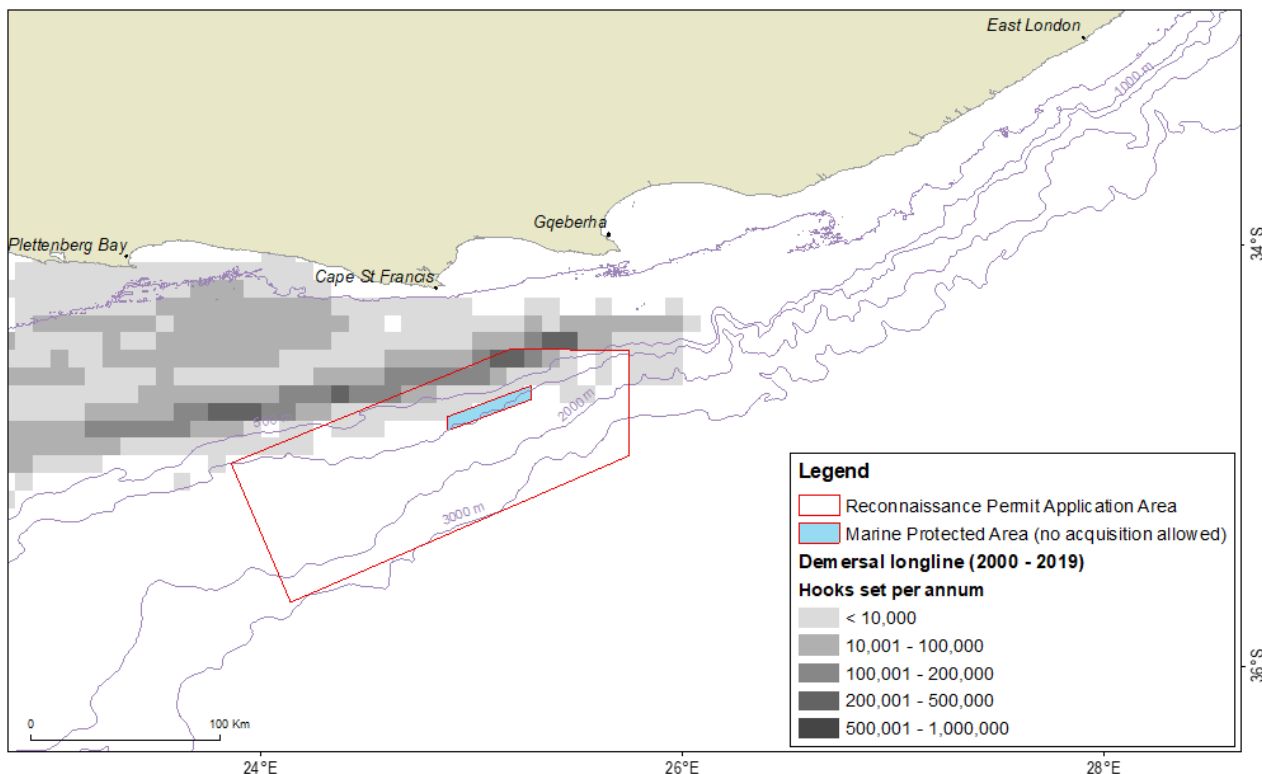 East London
1000 m
Gqeberha
34°S
Plettenberg Bay
Cape St Francis
2000 m
3000 m
Legend
Reconnaissance Permit Application Area
Marine Protected Area (no acquisition allowed)
Demersal longline (2000 - 2019)
Hooks set per annum
< 10,000
10,001 - 100,000
100,001 - 200,000
200,001 - 500,000
500,001 - 1,000,000
36°S
0 100 Km
24°E 26°E 28°E